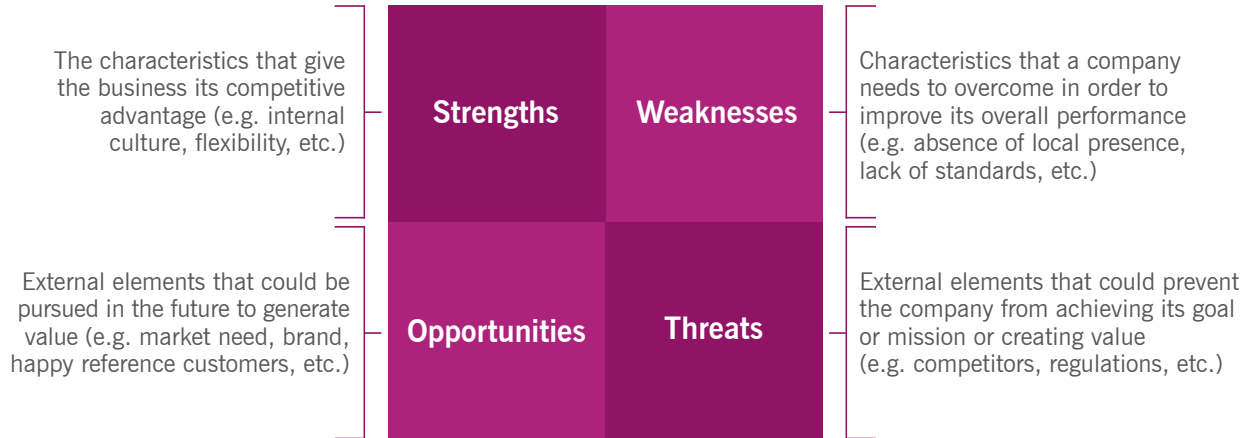 The characteristics that give
the business its competitive
advantage (e.g. internal
culture, flexibility, etc.)
Strengths
Weaknesses
Characteristics that a company
needs to overcome in order to
improve its overall performance
(e.g. absence of local presence,
lack of standards, etc.)
External elements that could be
pursued in the future to generate
value (e.g. market need, brand,
happy reference customers, etc.)
Opportunities
Threats
External elements that could prevent
the company from achieving its goal
or mission or creating value
(e.g. competitors, regulations, etc.)